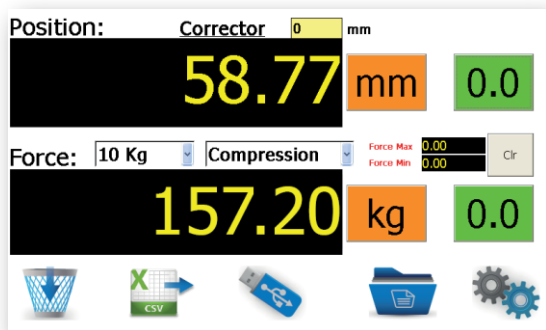 Position: Corrector 0 mm
58.77 mm 0.0
Force: 10 Kg Compression Force Max 0.00 Clr
Force Min 0.00
157.20 kg 0.0
X
CSV